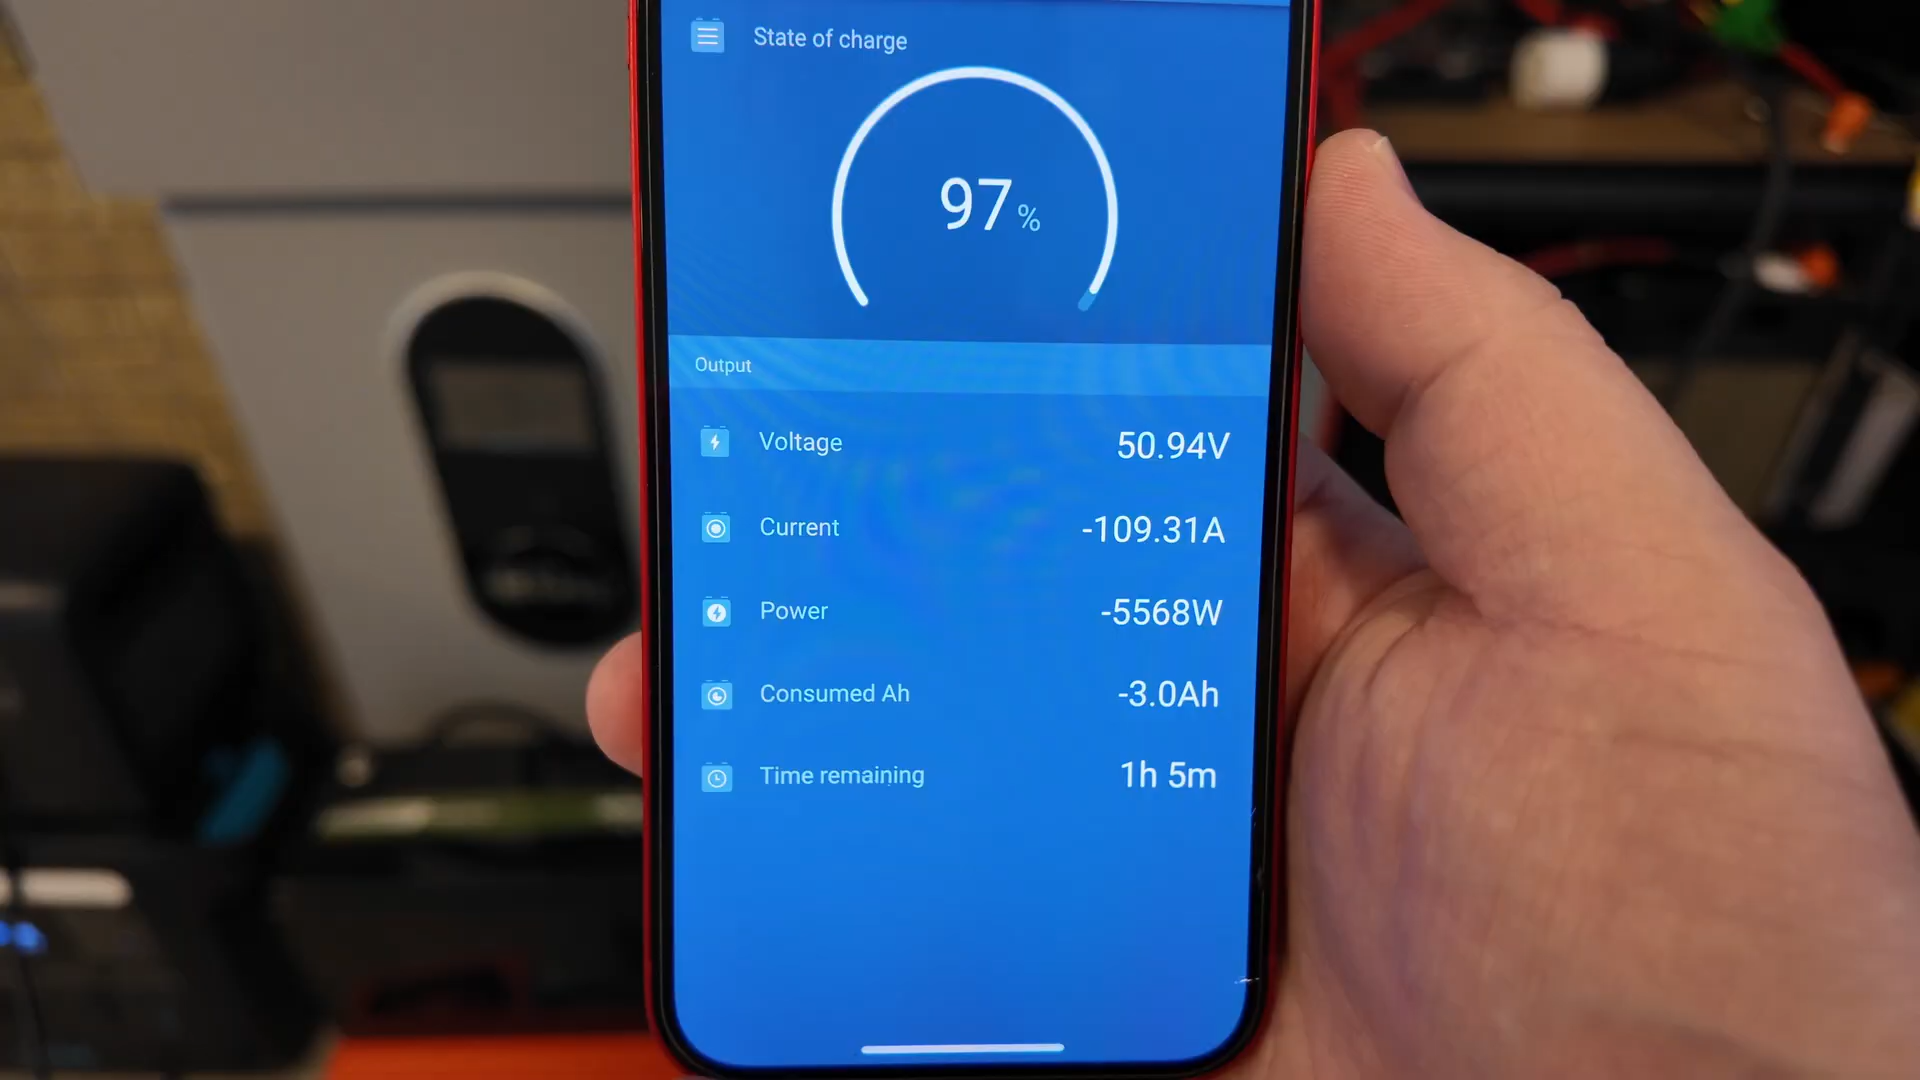 State of charge
97%
Output
Voltage 50.94V
Current -109.31A
Power -5568W
Consumed Ah -3.0Ah
Time remaining 1h 5m